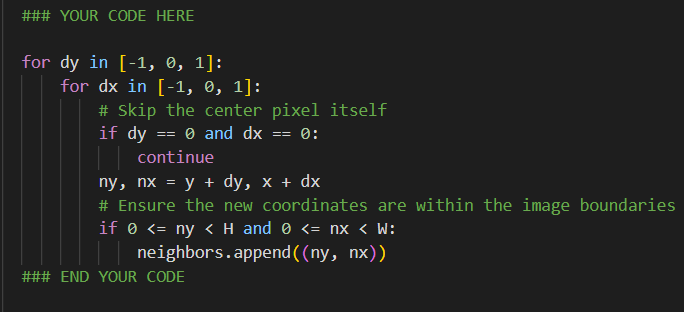 ### YOUR CODE HERE
for dy in [-1, 0, 1]:
for dx in [-1, 0, 1]:
# Skip the center pixel itself
if dy == 0 and dx == 0:
continue
ny, nx = y + dy, x + dx
# Ensure the new coordinates are within the image boundaries
if 0 <= ny < H and 0 <= nx < W:
neighbors.append((ny, nx))
### END YOUR CODE